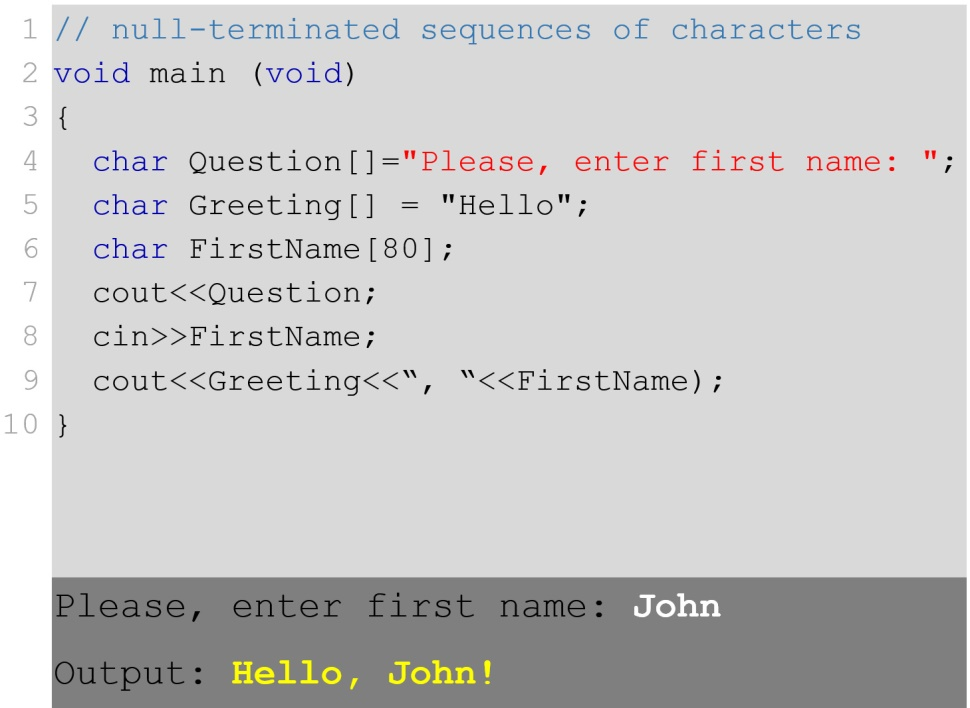 1 // null-terminated sequences of characters
2 void main (void)
3 {
4   char Question[]="Please, enter first name: ";
5   char Greeting[] = "Hello";
6   char FirstName[80];
7   cout<<Question;
8   cin>>FirstName;
9   cout<<Greeting<<“, “<<FirstName);
10 }
Please, enter first name: John
Output: Hello, John!